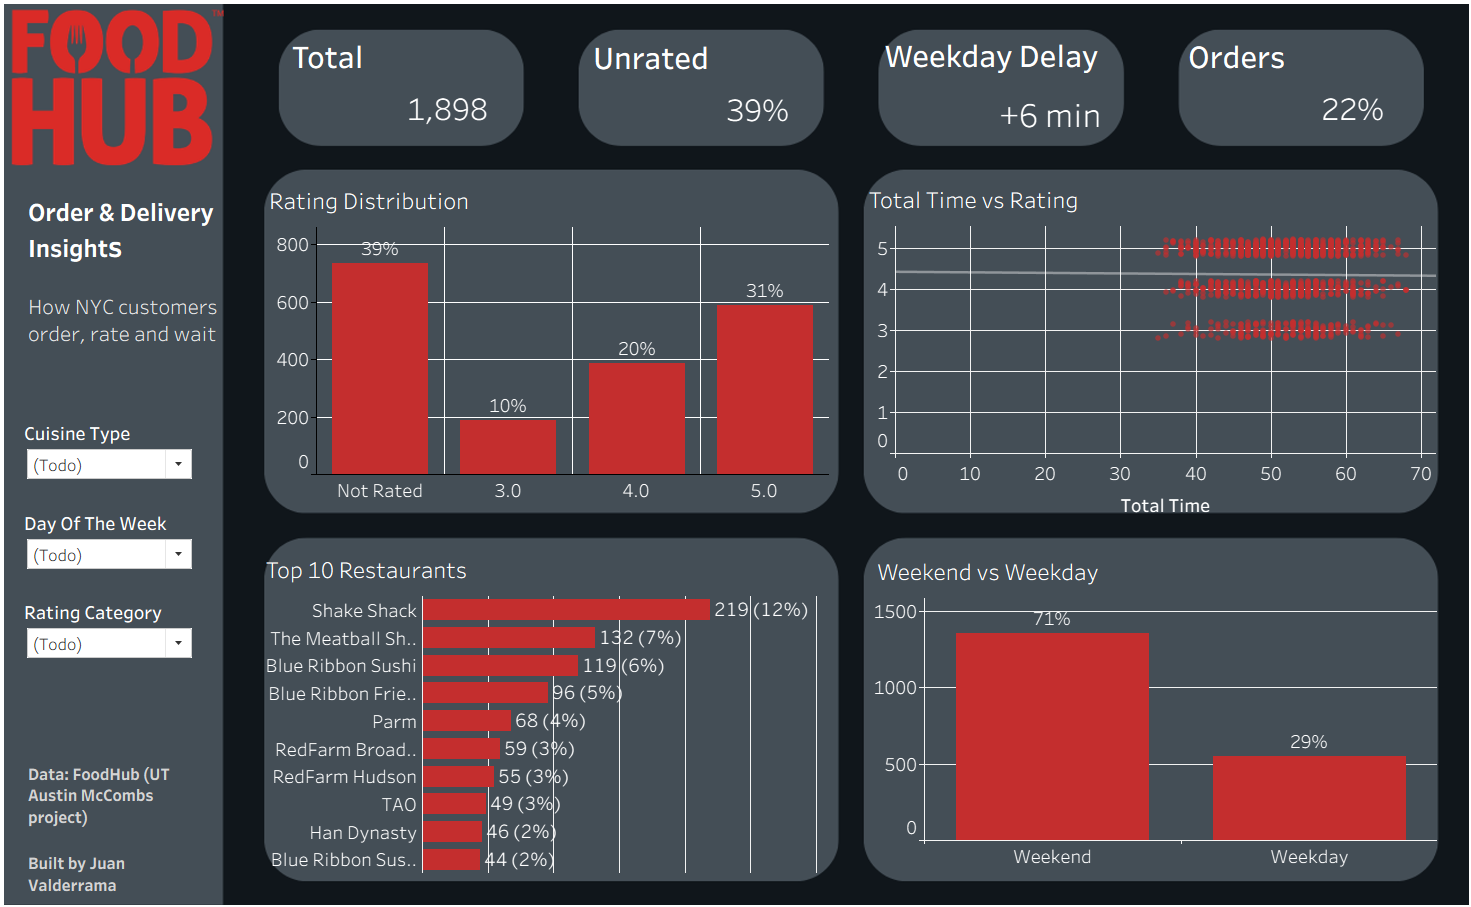 FOOD
HUB
™
Order & Delivery
Insights
How NYC customers
order, rate and wait
Cuisine Type
(Todo)
Day Of The Week
(Todo)
Rating Category
(Todo)
Data: FoodHub (UT
Austin McCombs
project)
Built by Juan
Valderrama
Total
1,898
Unrated
39%
Weekday Delay
+6 min
Orders
22%
Rating Distribution
800
600
400
200
0
39%
10%
20%
31%
Not Rated
3.0
4.0
5.0
Total Time vs Rating
5
4
3
2
1
0
0
10
20
30
40
50
60
70
Total Time
Top 10 Restaurants
Shake Shack 219 (12%)
The Meatball Sh.. 132 (7%)
Blue Ribbon Sushi 119 (6%)
Blue Ribbon Frie.. 96 (5%)
Parm 68 (4%)
RedFarm Broad.. 59 (3%)
RedFarm Hudson 55 (3%)
TAO 49 (3%)
Han Dynasty 46 (2%)
Blue Ribbon Sus.. 44 (2%)
Weekend vs Weekday
1500
1000
500
0
71%
29%
Weekend
Weekday